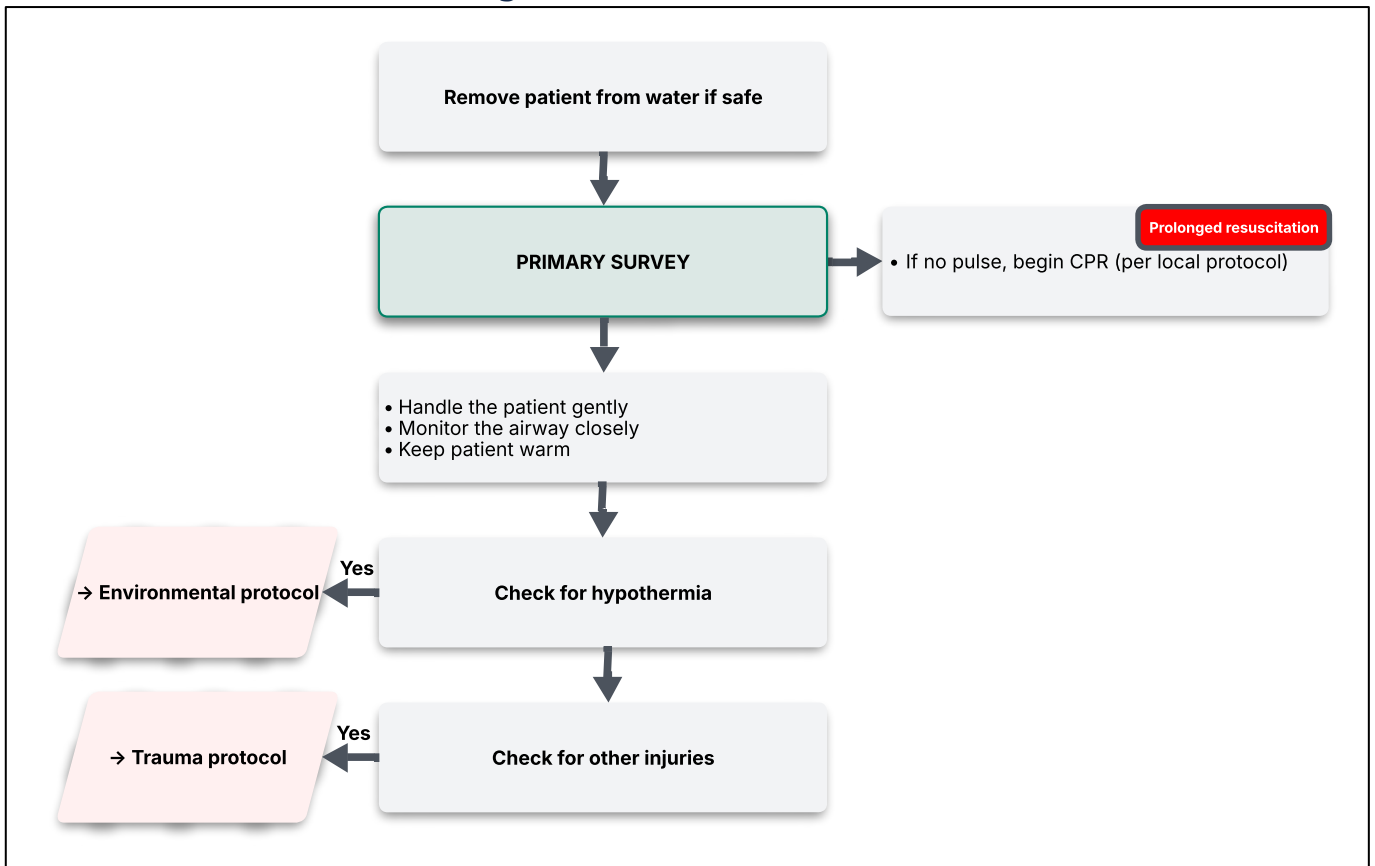 Remove patient from water if safe
PRIMARY SURVEY
Prolonged resuscitation
• If no pulse, begin CPR (per local protocol)
• Handle the patient gently
• Monitor the airway closely
• Keep patient warm
Yes
→ Environmental protocol
Check for hypothermia
Yes
→ Trauma protocol
Check for other injuries